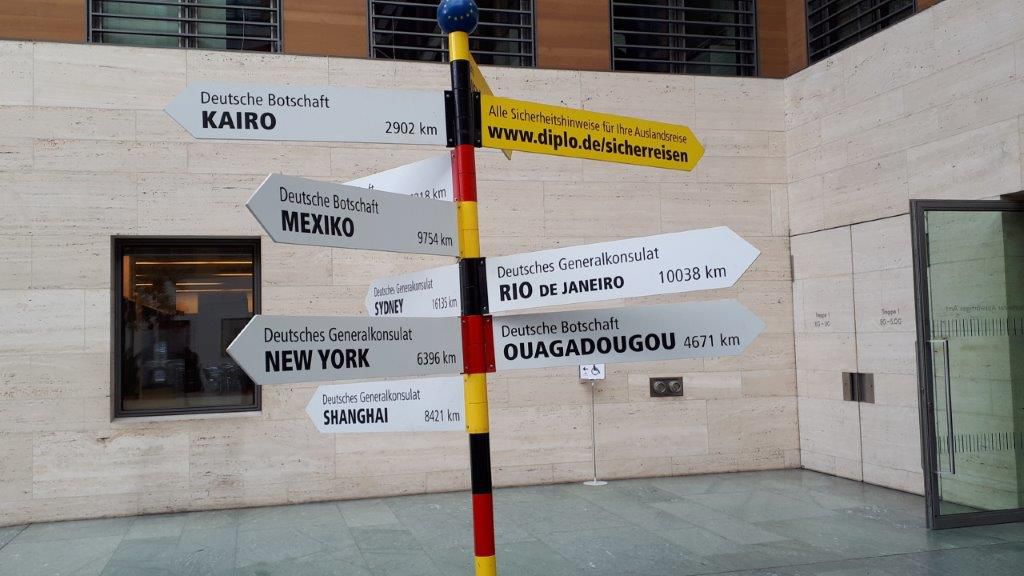 Deutsche Botschaft
KAIRO 2902 km
Alle Sicherheitshinweise für Ihre Auslandsreise
www.diplo.de/sicherreisen
Deutsche Botschaft
MEXIKO 9754 km
Deutsches Generalkonsulat
RIO DE JANEIRO 10038 km
Deutsches Generalkonsulat
SYDNEY 16135 km
Deutsches Generalkonsulat
NEW YORK 6396 km
Deutsche Botschaft
OUAGADOUGOU 4671 km
Deutsches Generalkonsulat
SHANGHAI 8421 km